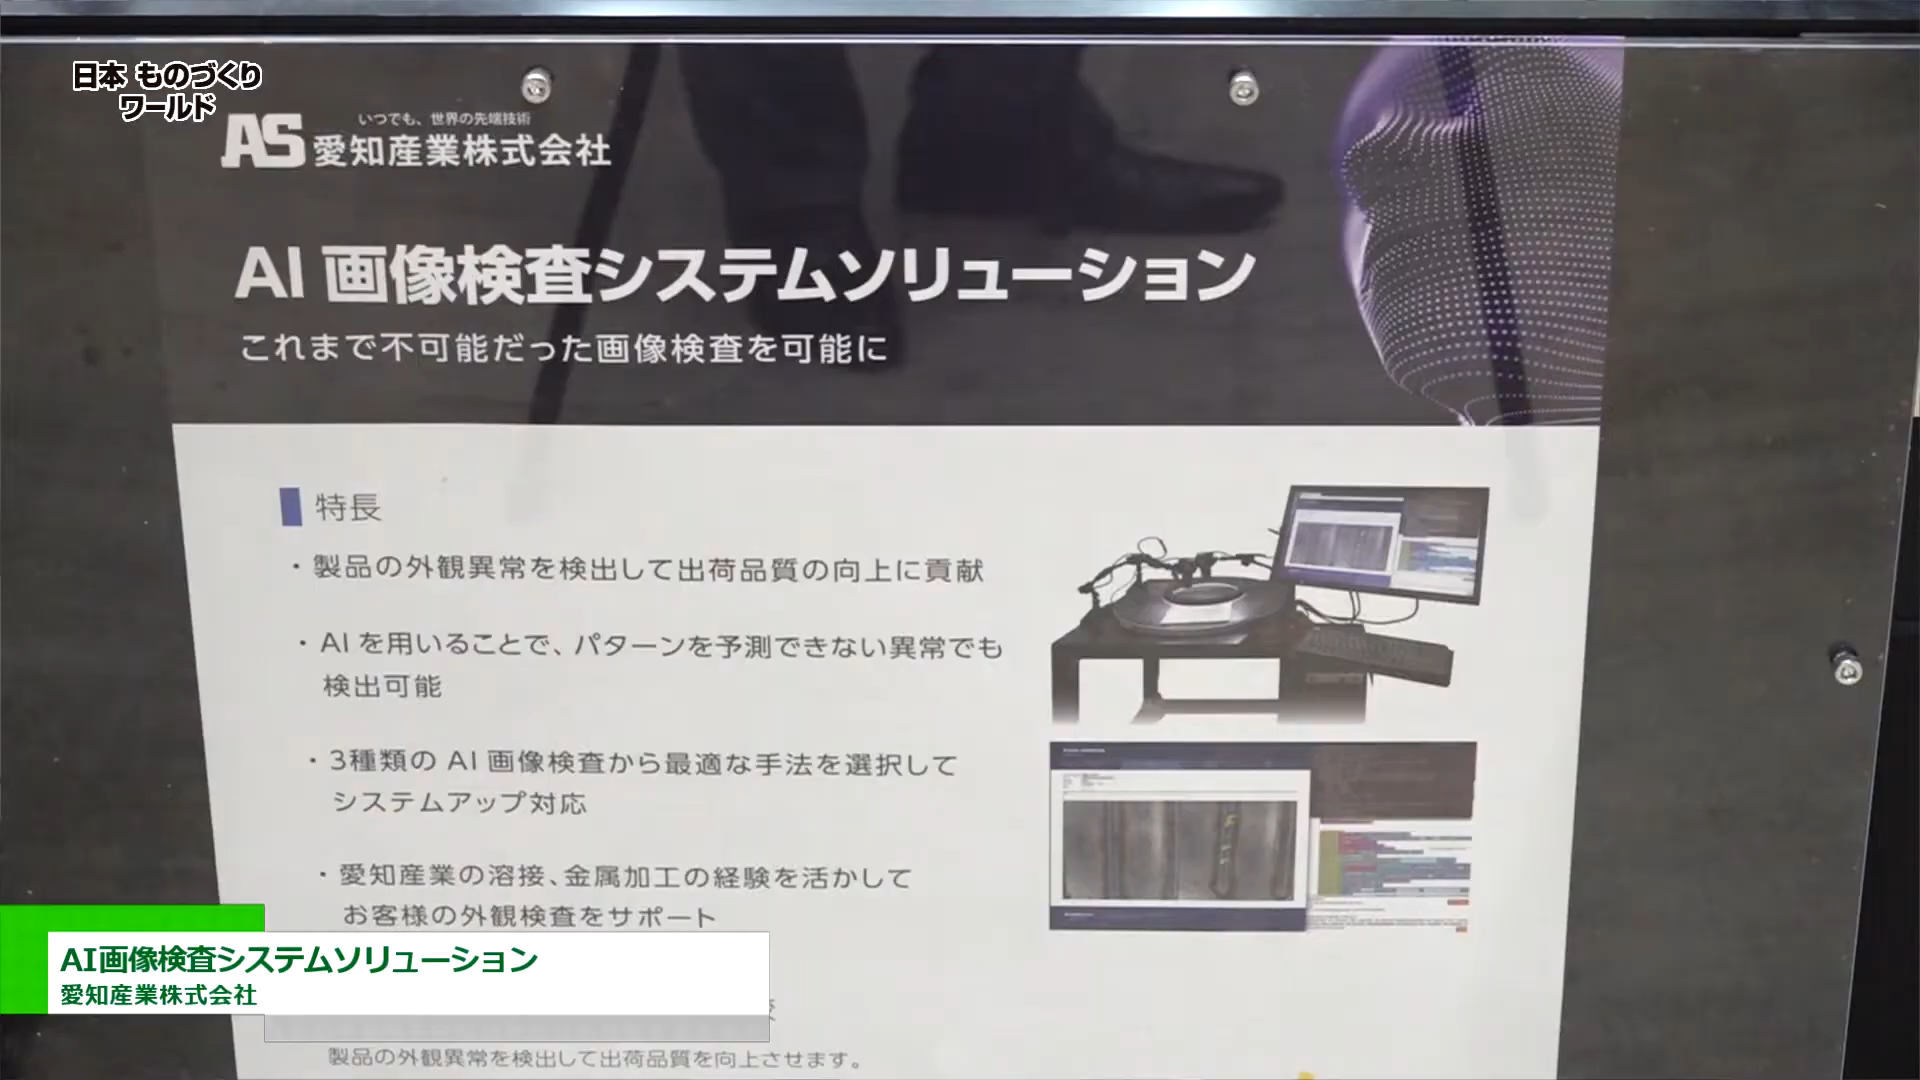 日本 ものづくり
ワールド
いつでも、世界の先端技術
AS 愛知産業株式会社
AI 画像検査システムソリューション
これまで不可能だった画像検査を可能に
特長
・製品の外観異常を検出して出荷品質の向上に貢献
・AI を用いることで、パターンを予測できない異常でも
検出可能
・3種類の AI 画像検査から最適な手法を選択して
システムアップ対応
・愛知産業の溶接、金属加工の経験を活かして
お客様の外観検査をサポート
AI画像検査システムソリューション
愛知産業株式会社
製品の外観異常を検出して出荷品質を向上させます。